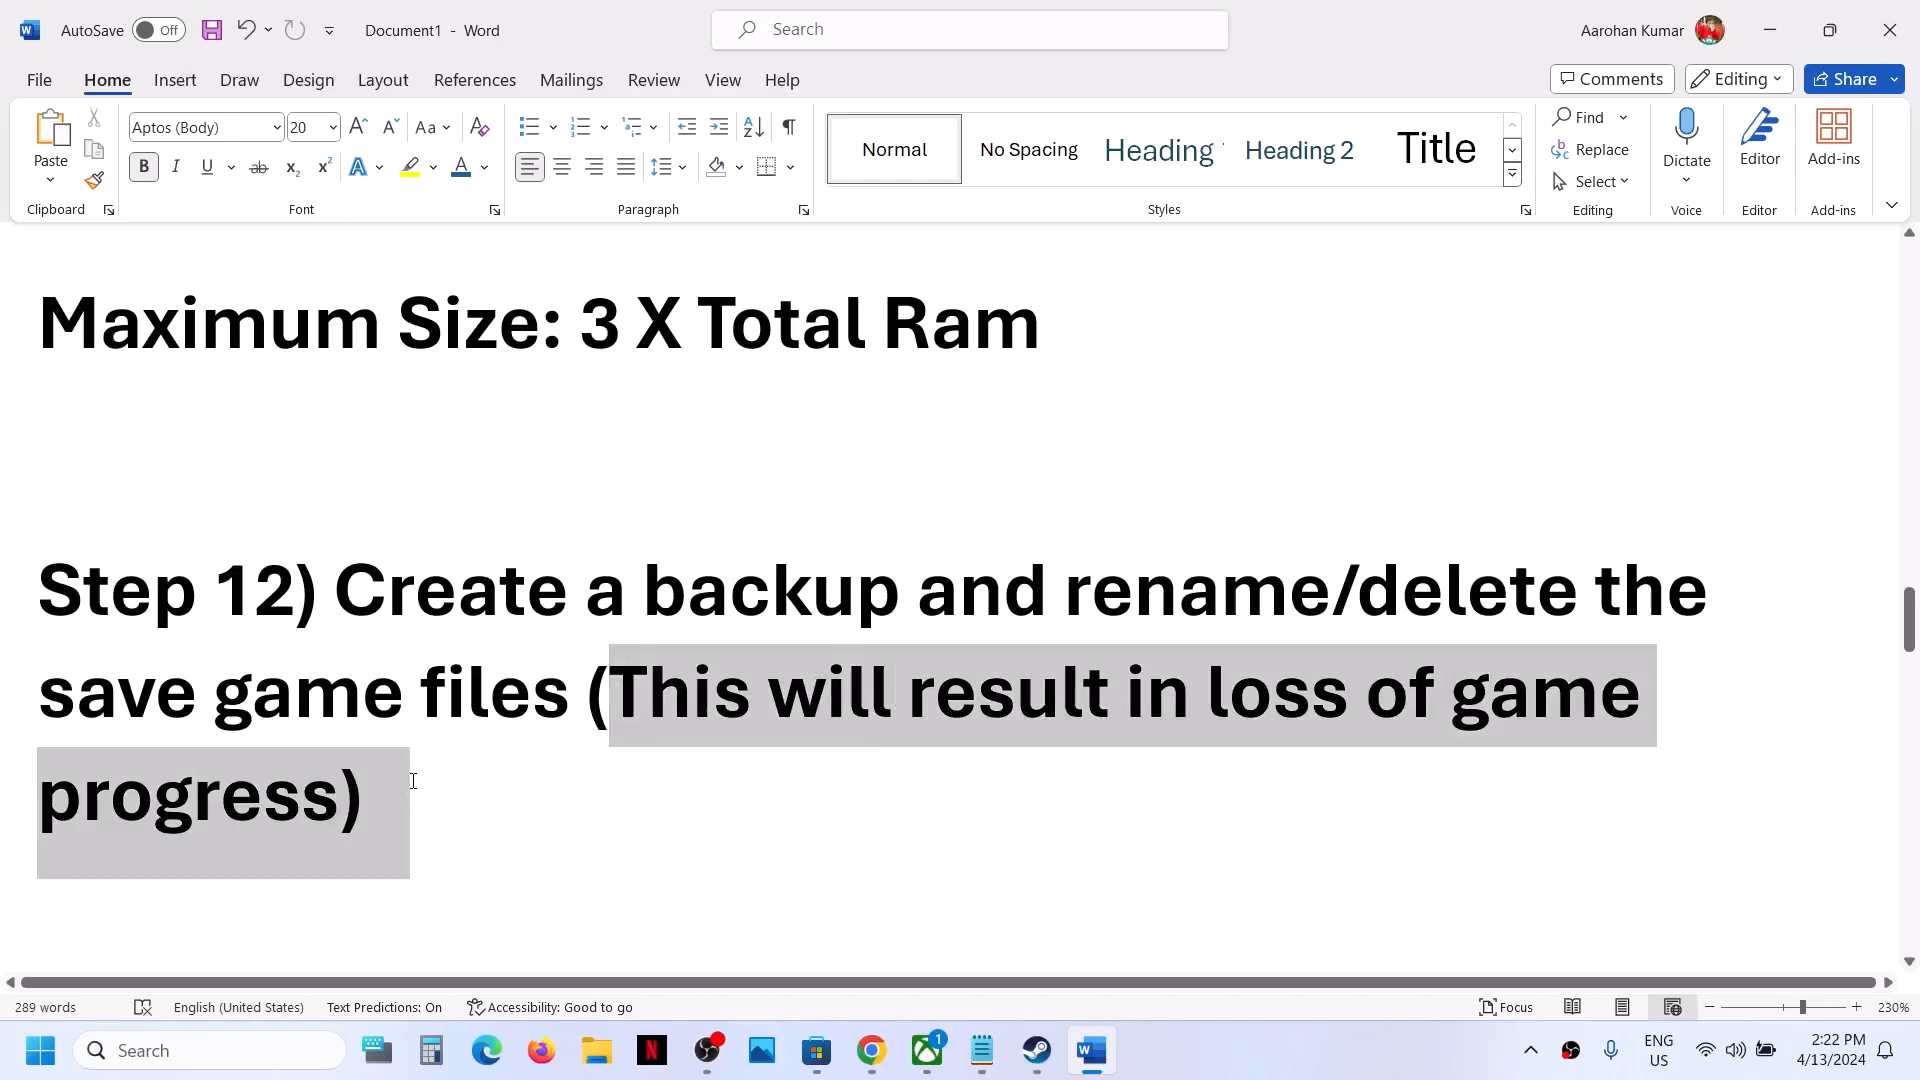 AutoSave Off Document1 - Word Search Aarohan Kumar
File Home Insert Draw Design Layout References Mailings Review View Help Comments Editing Share
Paste Aptos (Body) 20 Aa Normal No Spacing Heading Heading 2 Title Find Replace Select Dictate Editor Add-ins
Clipboard Font Paragraph Styles Editing Voice Editor Add-ins
Maximum Size: 3 X Total Ram
Step 12) Create a backup and rename/delete the
save game files (This will result in loss of game
progress)
289 words English (United States) Text Predictions: On Accessibility: Good to go Focus 230%
Search 1 ENG US 2:22 PM 4/13/2024